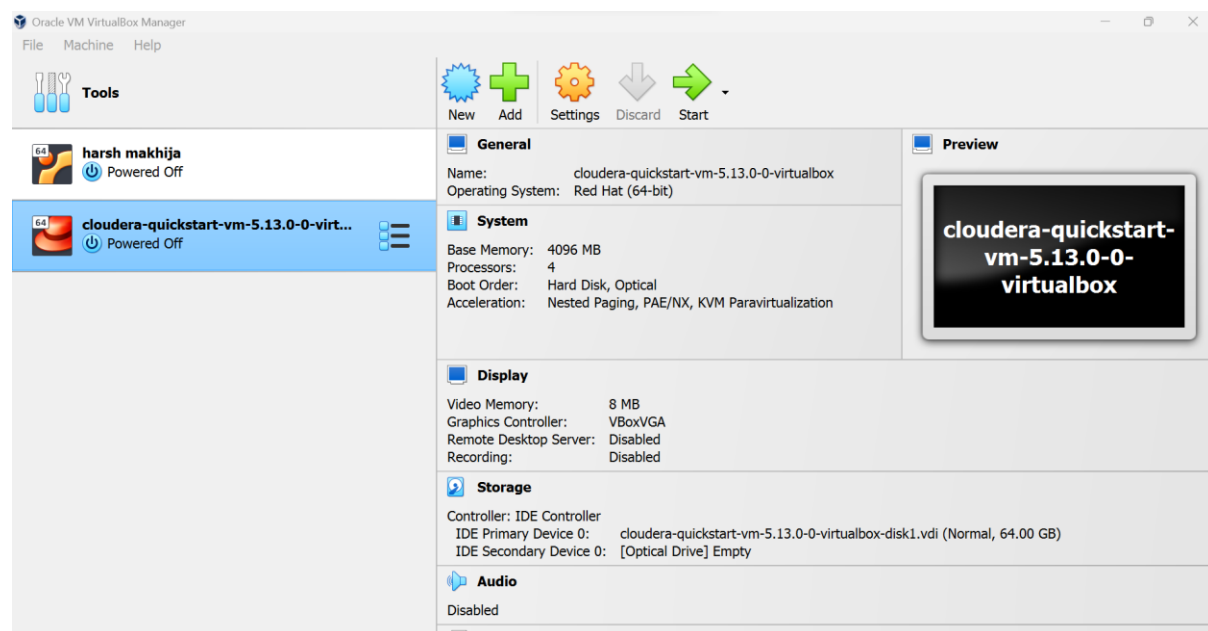 Oracle VM VirtualBox Manager
File Machine Help
Tools
New Add Settings Discard Start
64
harsh makhija
Powered Off
64
cloudera-quickstart-vm-5.13.0-0-virt...
Powered Off
General
Name: cloudera-quickstart-vm-5.13.0-0-virtualbox
Operating System: Red Hat (64-bit)
System
Base Memory: 4096 MB
Processors: 4
Boot Order: Hard Disk, Optical
Acceleration: Nested Paging, PAE/NX, KVM Paravirtualization
Preview
cloudera-quickstart-
vm-5.13.0-0-
virtualbox
Display
Video Memory: 8 MB
Graphics Controller: VBoxVGA
Remote Desktop Server: Disabled
Recording: Disabled
Storage
Controller: IDE Controller
IDE Primary Device 0: cloudera-quickstart-vm-5.13.0-0-virtualbox-disk1.vdi (Normal, 64.00 GB)
IDE Secondary Device 0: [Optical Drive] Empty
Audio
Disabled